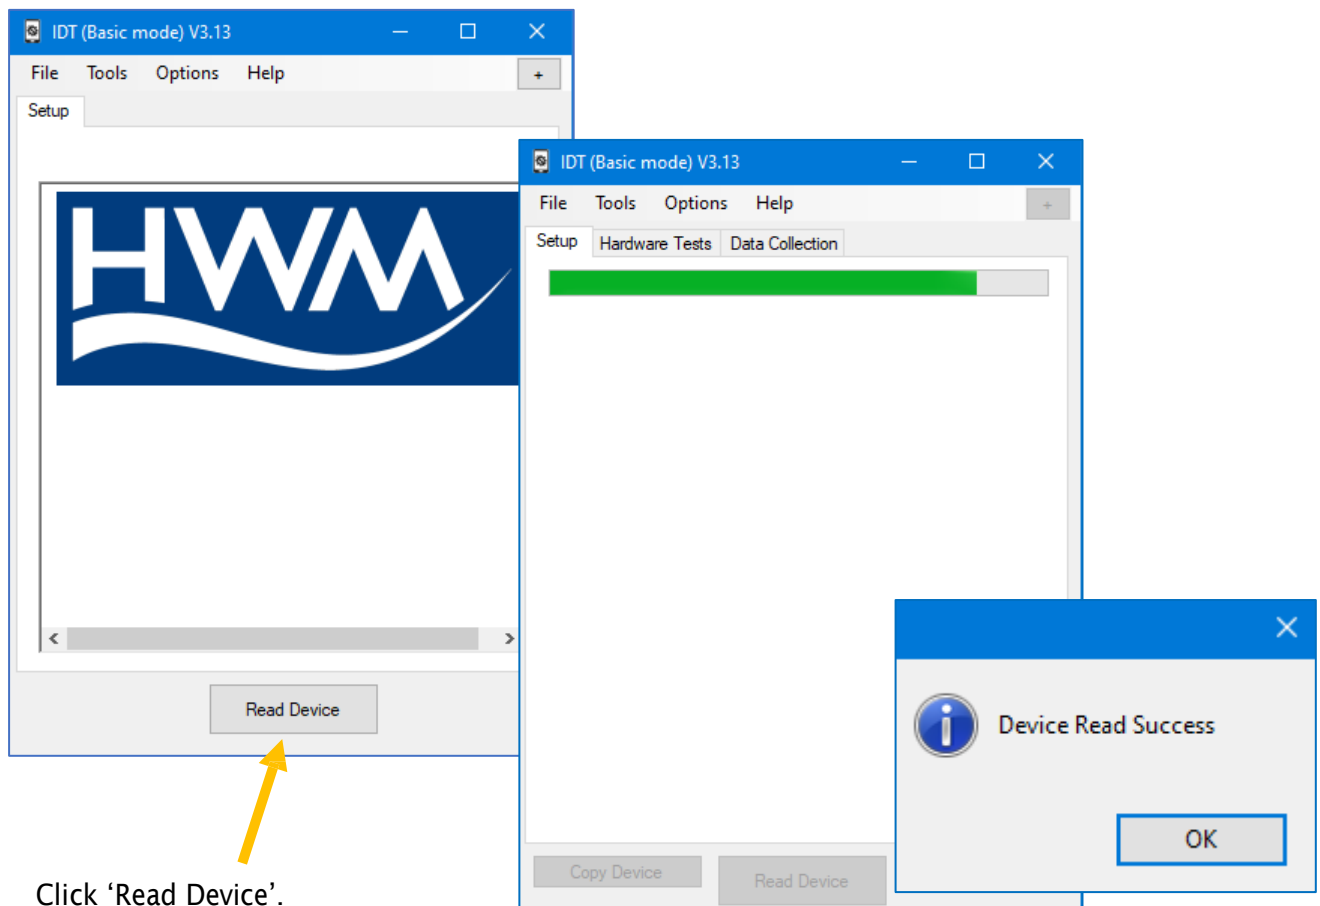 IDT (Basic mode) V3.13
File Tools Options Help +
Setup
HWM
Read Device
Click ‘Read Device’.
IDT (Basic mode) V3.13
File Tools Options Help +
Setup Hardware Tests Data Collection
Copy Device Read Device
Device Read Success
OK